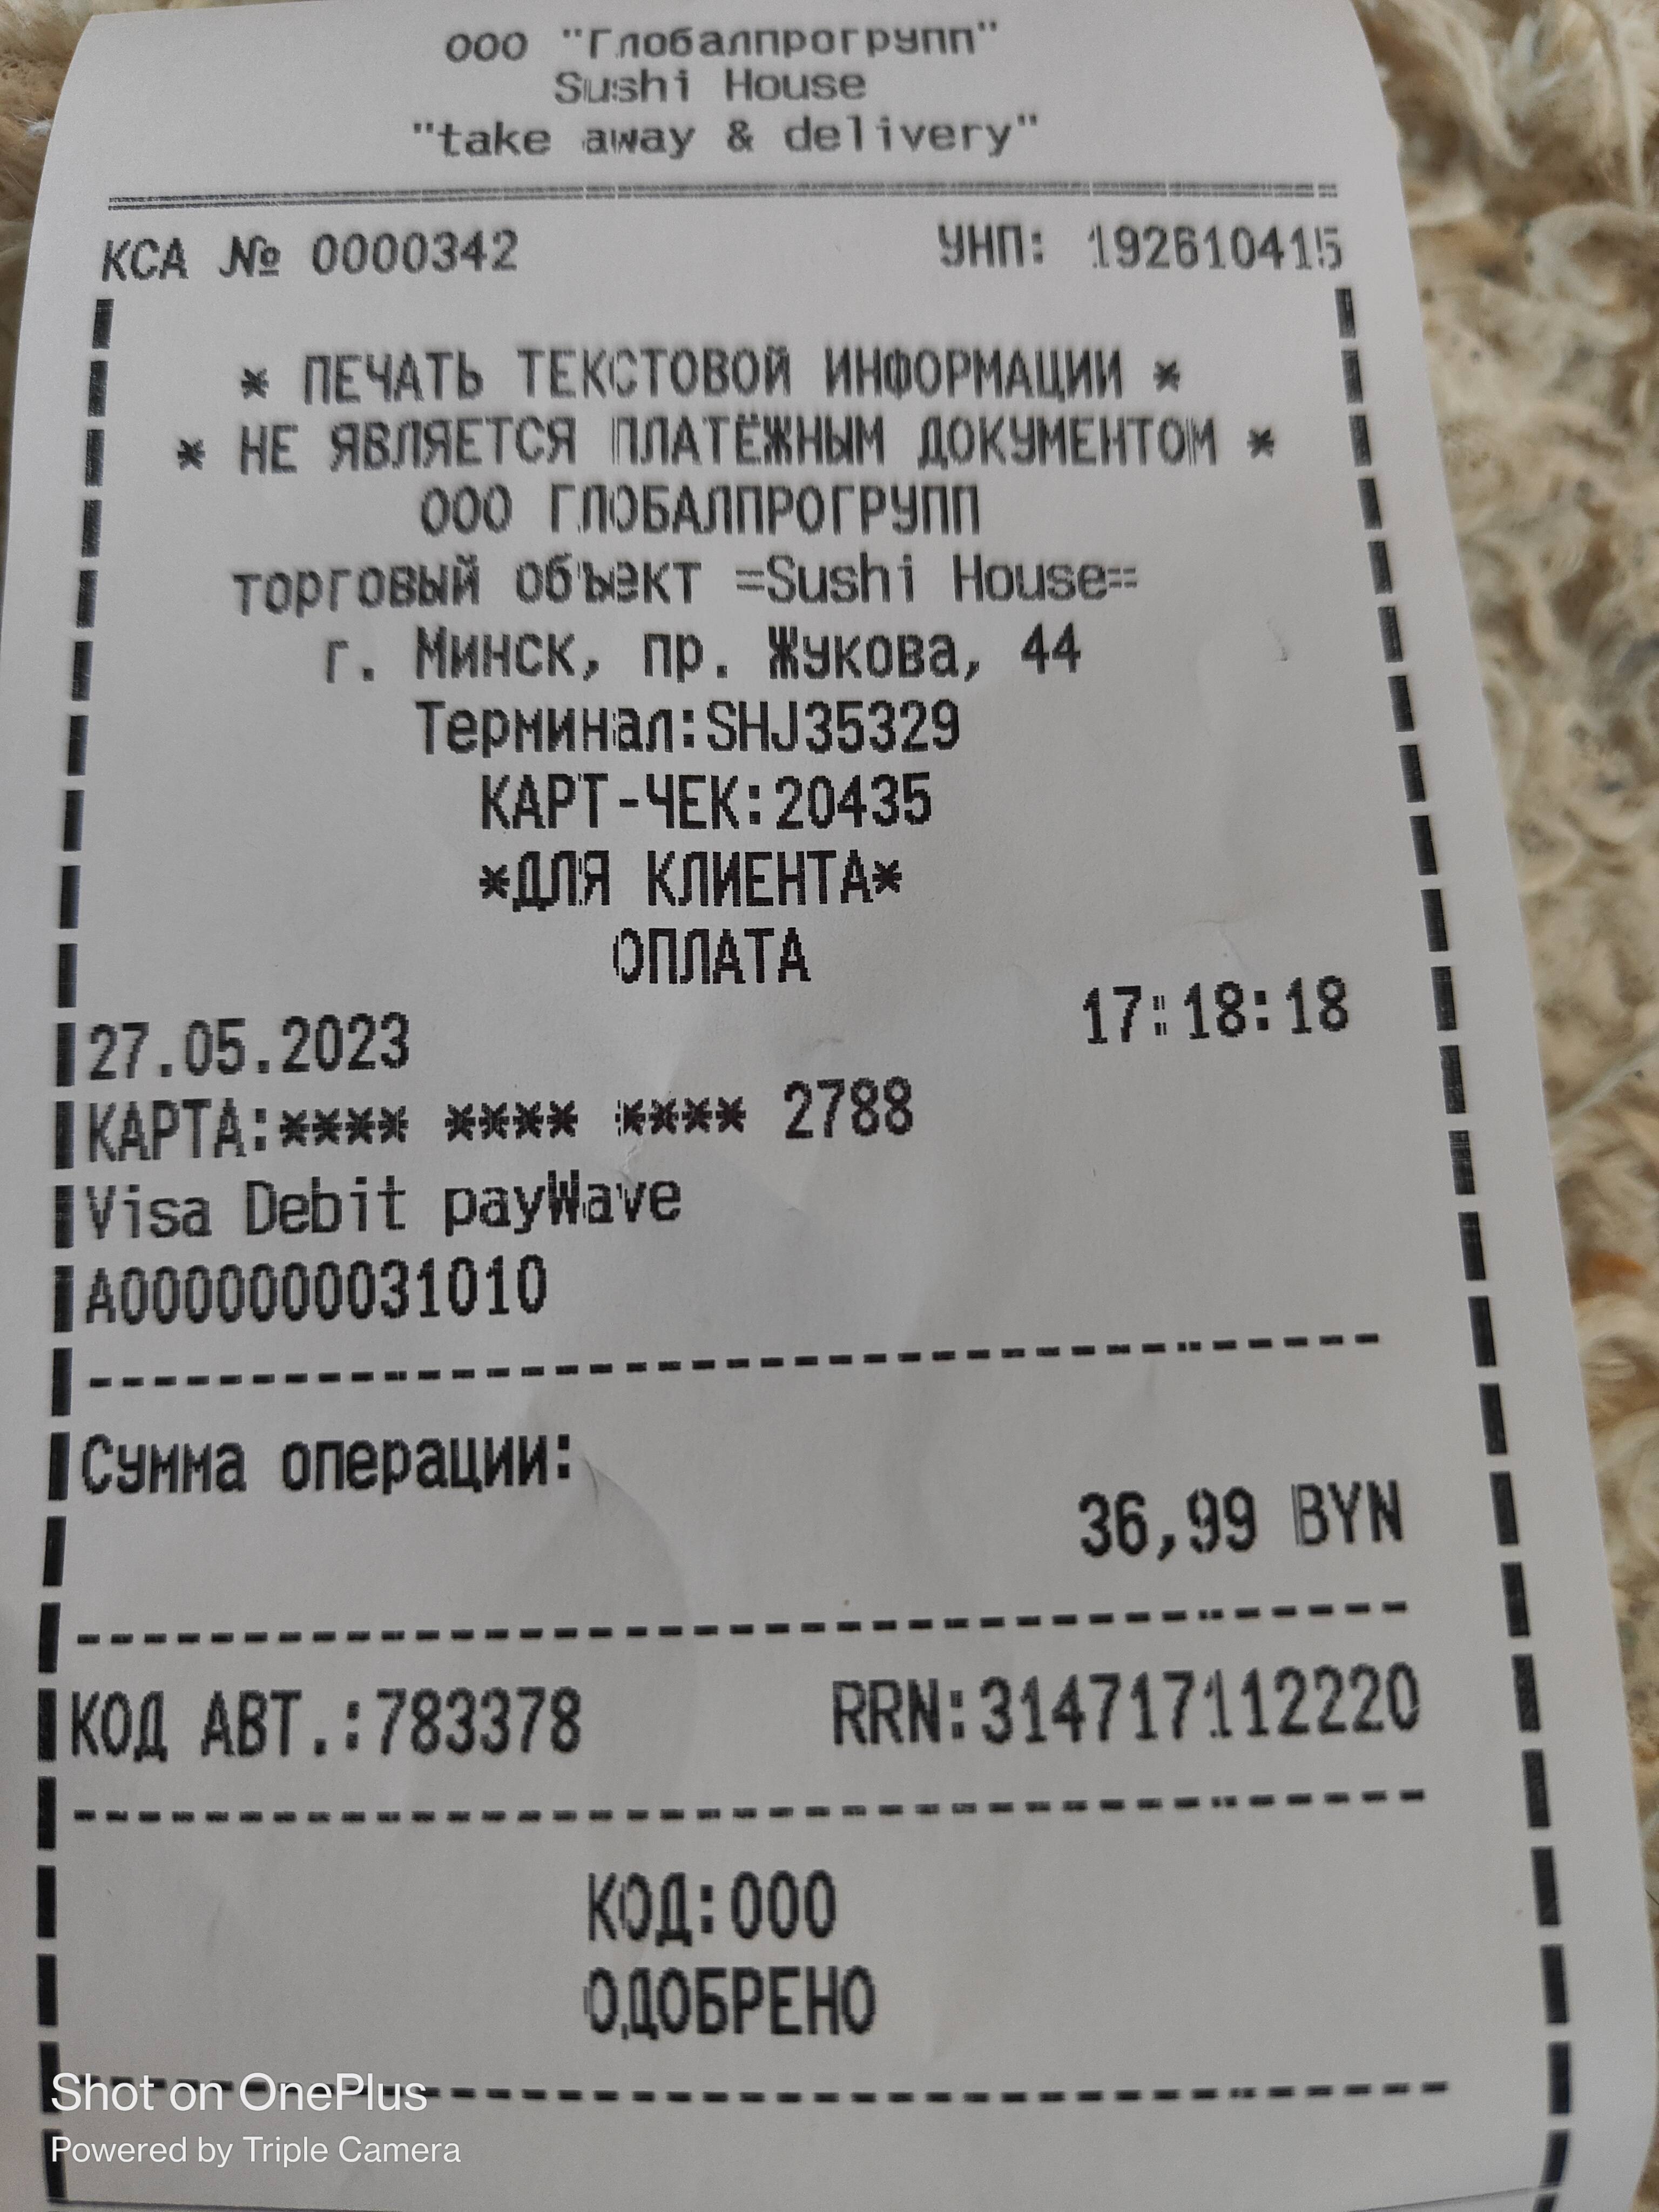 ООО "Глобалпрогрупп"
Sushi House
"take away & delivery"
КСА № 0000342 УНП: 192610415
* ПЕЧАТЬ ТЕКСТОВОЙ ИНФОРМАЦИИ *
* НЕ ЯВЛЯЕТСЯ ПЛАТЁЖНЫМ ДОКУМЕНТОМ *
ООО ГЛОБАЛПРОГРУПП
торговый объект =Sushi House=
г. Минск, пр. Жукова, 44
Терминал:SHJ35329
КАРТ-ЧЕК:20435
*ДЛЯ КЛИЕНТА*
ОПЛАТА
27.05.2023 17:18:18
КАРТА:**** **** **** 2788
Visa Debit payWave
A0000000031010
Сумма операции:
36,99 BYN
КОД АВТ.:783378 RRN:314717112220
КОД:000
ОДОБРЕНО
Shot on OnePlus
Powered by Triple Camera